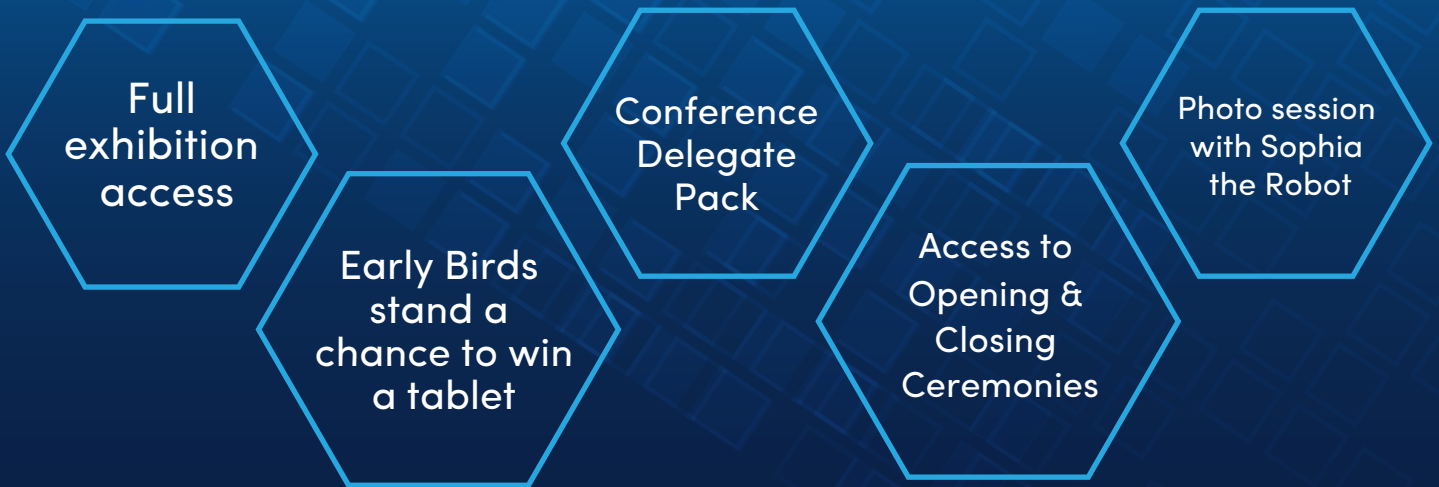 Full
exhibition
access
Early Birds
stand a
chance to win
a tablet
Conference
Delegate
Pack
Access to
Opening &
Closing
Ceremonies
Photo session
with Sophia
the Robot